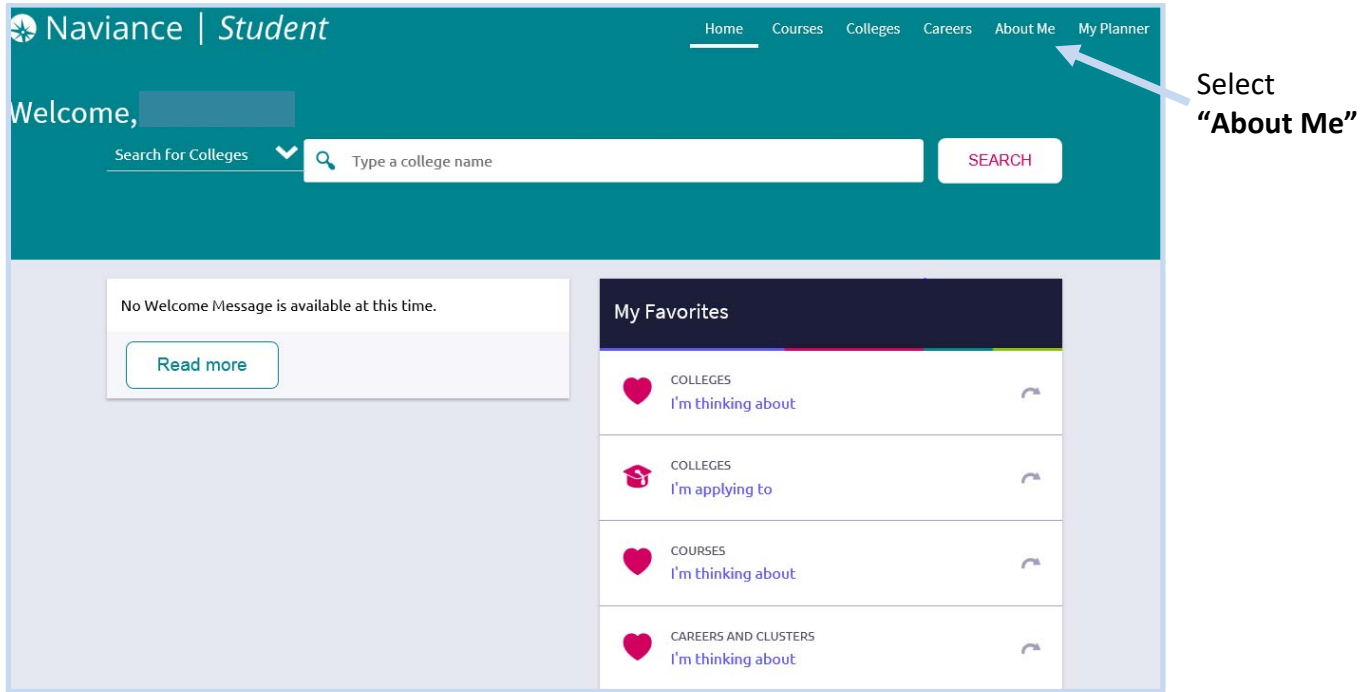 Naviance | Student
Home Courses Colleges Careers About Me My Planner
Select
“About Me”
Welcome,
Search for Colleges
Type a college name
SEARCH
No Welcome Message is available at this time.
Read more
My Favorites
COLLEGES
I'm thinking about
COLLEGES
I'm applying to
COURSES
I'm thinking about
CAREERS AND CLUSTERS
I'm thinking about